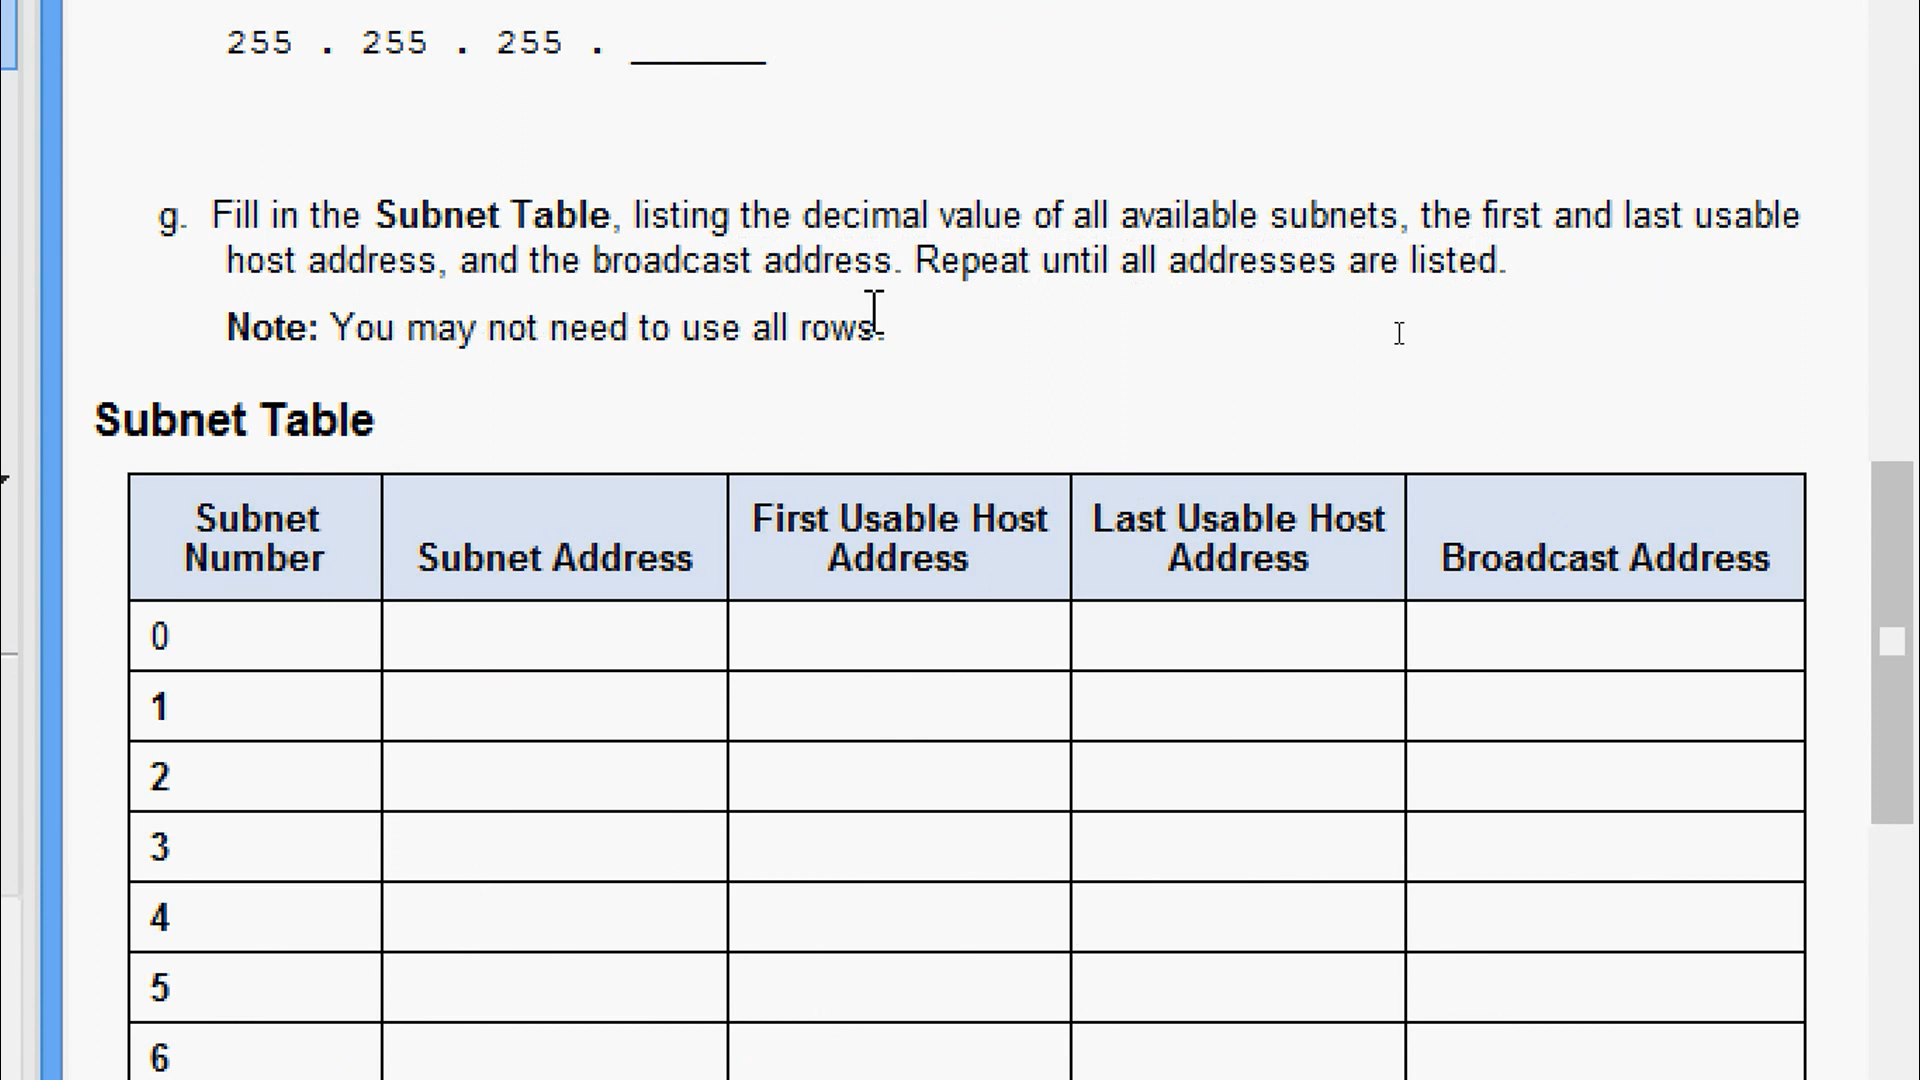 255 . 255 . 255 . ______
g. Fill in the Subnet Table, listing the decimal value of all available subnets, the first and last usable
host address, and the broadcast address. Repeat until all addresses are listed.
Note: You may not need to use all rows.
Subnet Table
Subnet Number | Subnet Address | First Usable Host Address | Last Usable Host Address | Broadcast Address
0
1
2
3
4
5
6